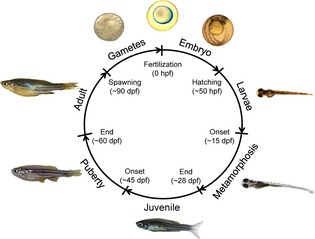 Gametes
Embryo
Fertilization
(0 hpf)
Spawning
(~90 dpf)
Hatching
(~50 hpf)
Adult
Larvae
End
(~60 dpf)
Onset
(~15 dpf)
Puberty
Metamorphosis
Onset
(~45 dpf)
End
(~28 dpf)
Juvenile